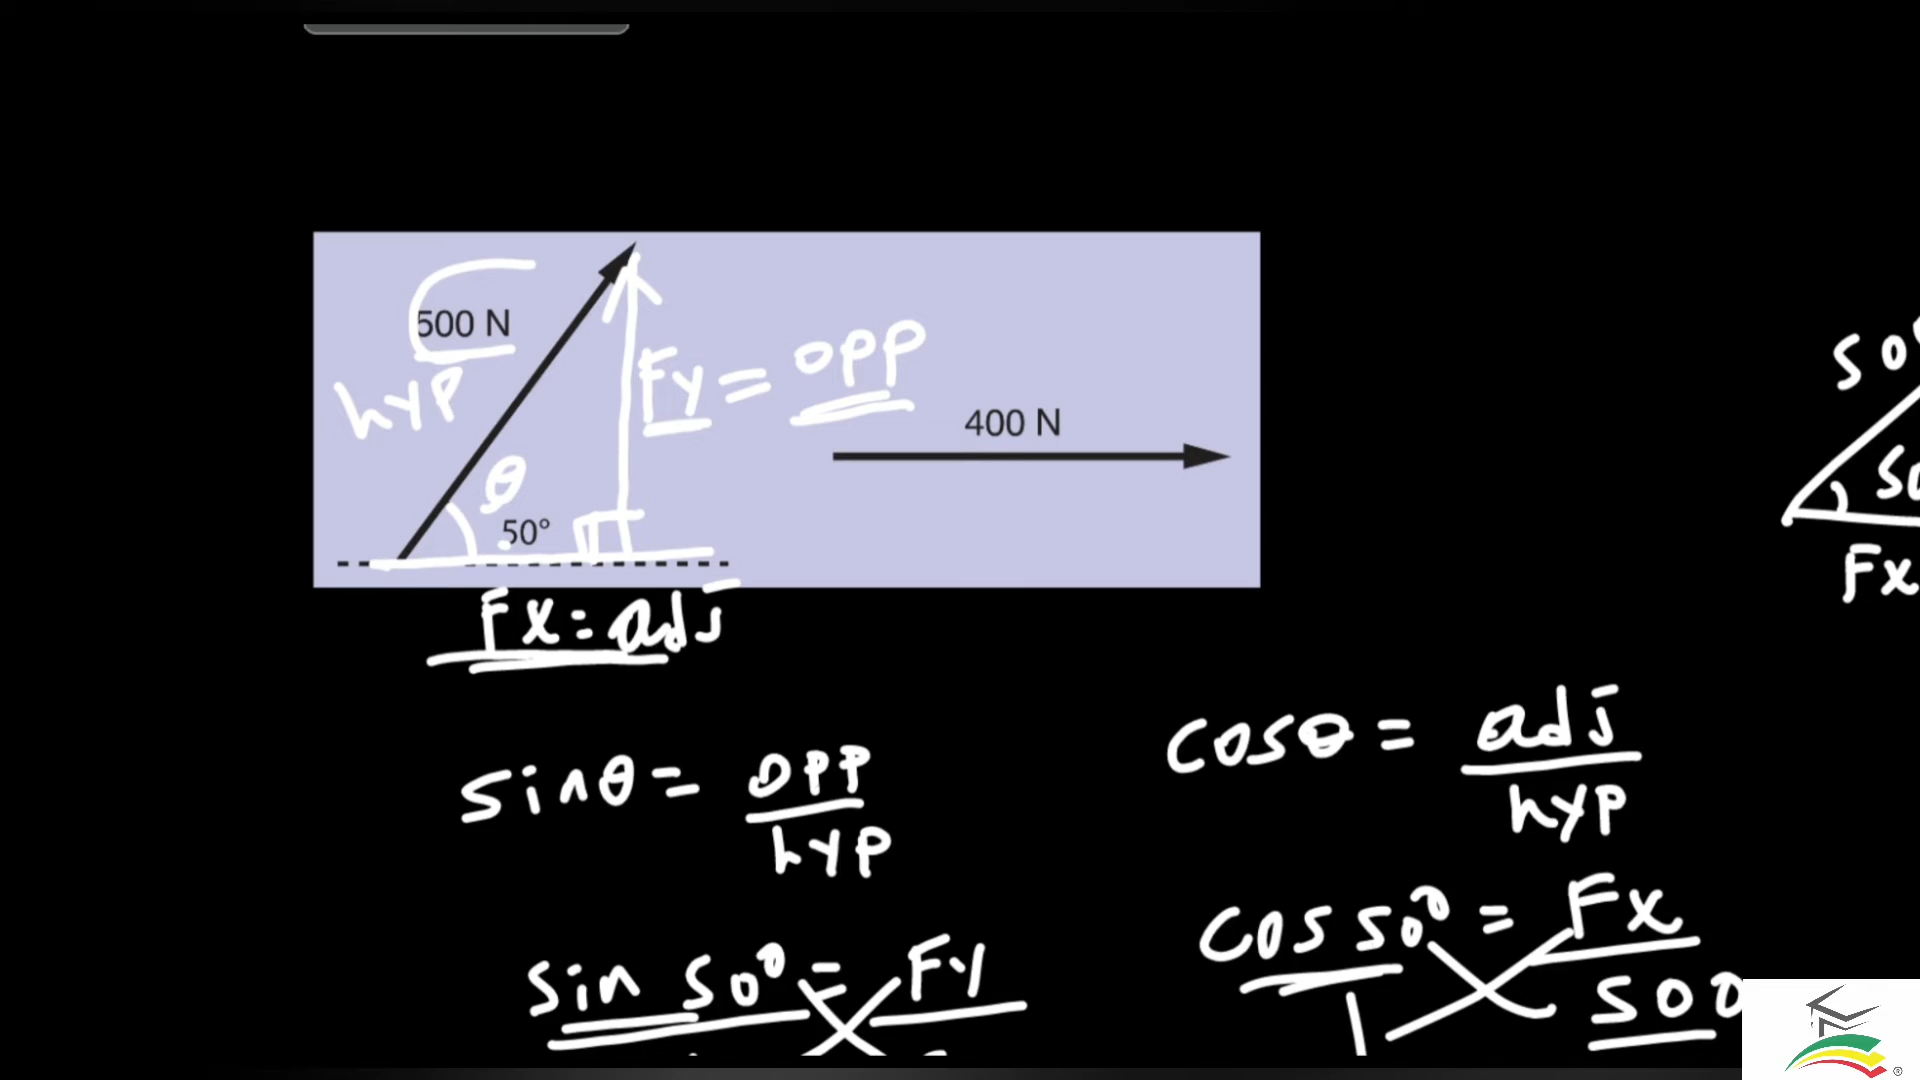 500 N
hyp
Fy = opp
400 N
θ
50°
Fx = adj
Fx
sinθ = opp
hyp
cosθ = adj
hyp
sin 50° = Fy
cos 50° = Fx
1 500
®